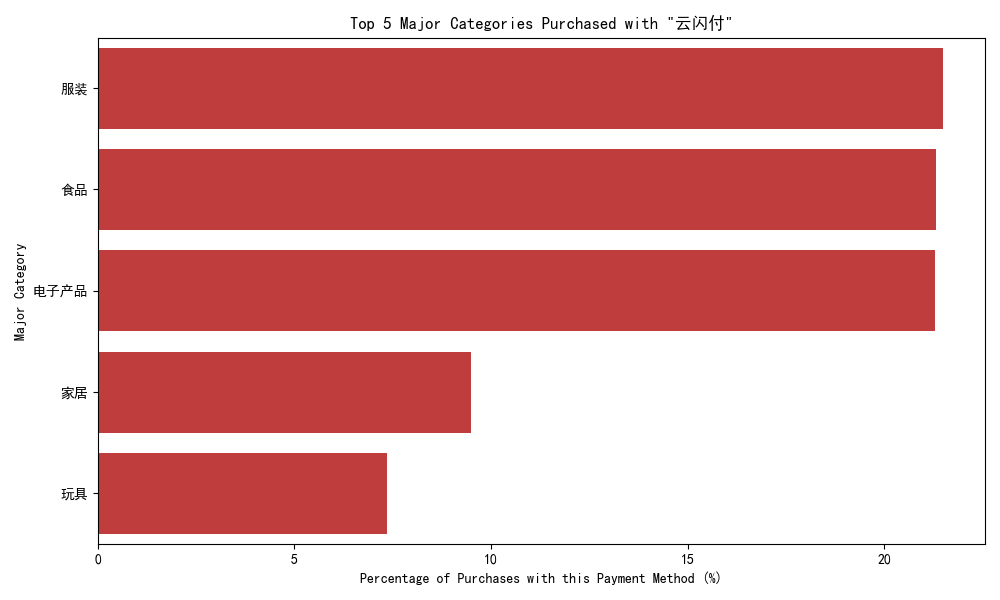 Top 5 Major Categories Purchased with "云闪付"
服装
食品
电子产品
家居
玩具
Major Category
0 5 10 15 20
Percentage of Purchases with this Payment Method (%)